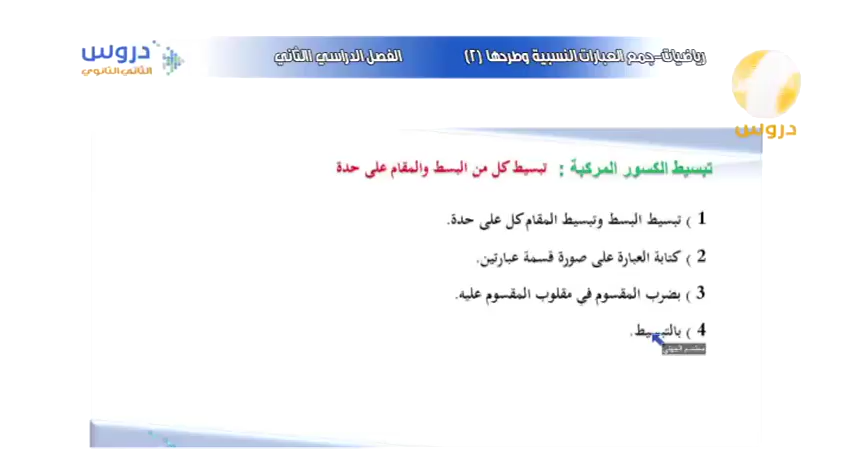 رياضيات-جمع العبارات النسبية وطرحها (٢) الفصل الدراسي الثاني
دروس
الثاني الثانوي
دروس
تبسيط الكسور المركبة : تبسيط كل من البسط والمقام على حدة
1 ) تبسيط البسط وتبسيط المقام كل على حدة.
2 ) كتابة العبارة على صورة قسمة عبارتين.
3 ) بضرب المقسوم في مقلوب المقسوم عليه.
4 ) بالتبسيط.